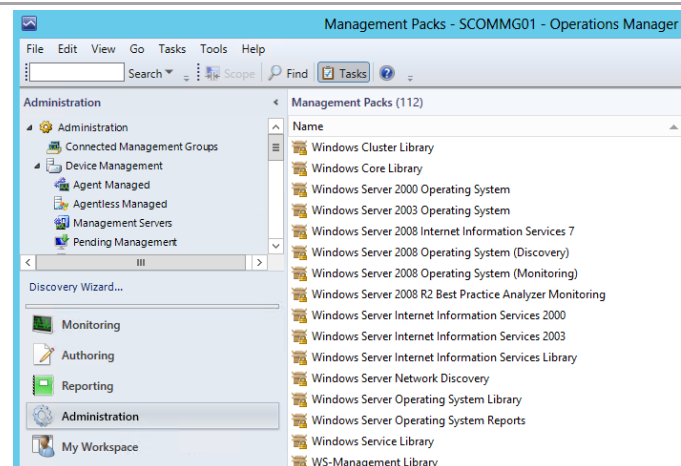 Management Packs - SCOMMG01 - Operations Manager
File Edit View Go Tasks Tools Help
Search Scope Find Tasks
Administration
Administration
Connected Management Groups
Device Management
Agent Managed
Agentless Managed
Management Servers
Pending Management
Discovery Wizard...
Monitoring
Authoring
Reporting
Administration
My Workspace
Management Packs (112)
Name
Windows Cluster Library
Windows Core Library
Windows Server 2000 Operating System
Windows Server 2003 Operating System
Windows Server 2008 Internet Information Services 7
Windows Server 2008 Operating System (Discovery)
Windows Server 2008 Operating System (Monitoring)
Windows Server 2008 R2 Best Practice Analyzer Monitoring
Windows Server Internet Information Services 2000
Windows Server Internet Information Services 2003
Windows Server Internet Information Services Library
Windows Server Network Discovery
Windows Server Operating System Library
Windows Server Operating System Reports
Windows Service Library
WS-Management Library